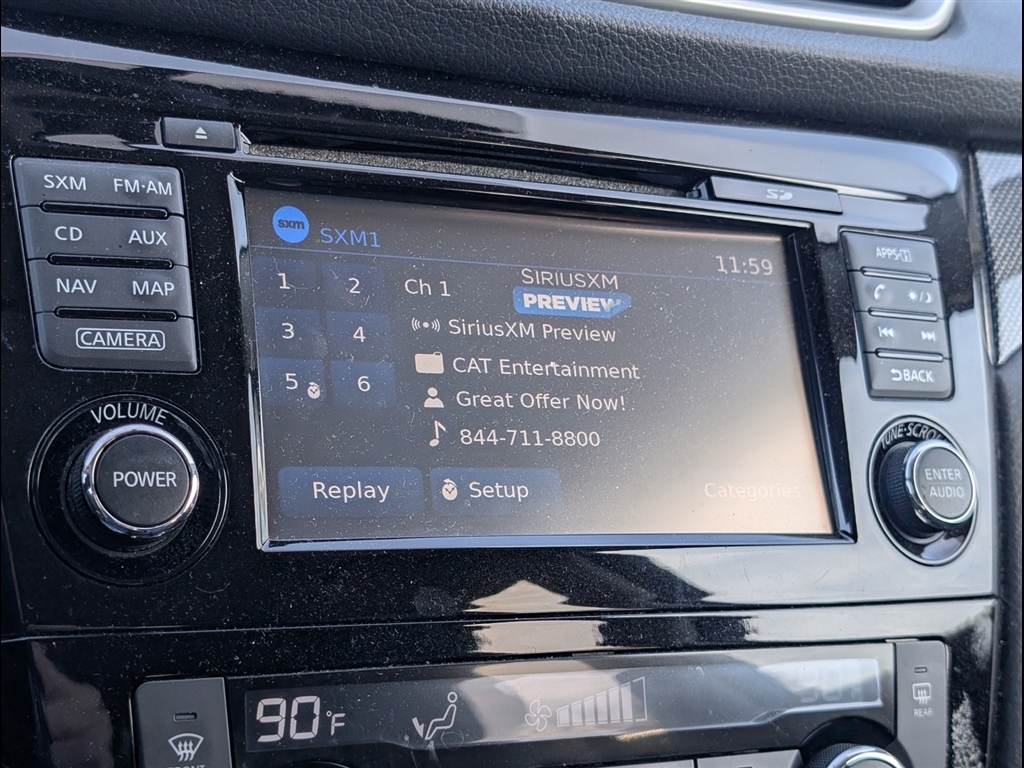 SXM FM·AM
CD AUX
NAV MAP
CAMERA
VOLUME
POWER
sxm SXM1
11:59
1 2
3 4
5 6
Ch 1
SIRIUSXM
PREVIEW
SiriusXM Preview
CAT Entertainment
Great Offer Now!
844-711-8800
Replay
Setup
Categories
SD
APPS·i
BACK
TUNE·SCROLL
ENTER
AUDIO
90°F
FRONT
REAR